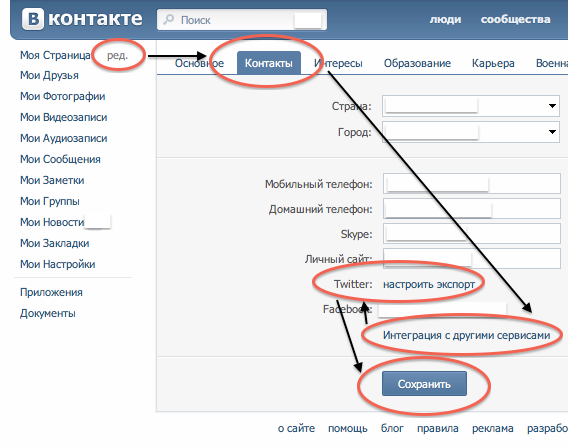 Вконтакте
Поиск
люди сообщества
Моя Страница ред.
Мои Друзья
Мои Фотографии
Мои Видеозаписи
Мои Аудиозаписи
Мои Сообщения
Мои Заметки
Мои Группы
Мои Новости
Мои Закладки
Мои Настройки
Приложения
Документы
Основное Контакты Интересы Образование Карьера Военна
Страна:
Город:
Мобильный телефон:
Домашний телефон:
Skype:
Личный сайт:
Twitter: настроить экспорт
Facebook:
Интеграция с другими сервисами
Сохранить
о сайте помощь блог правила реклама разрабо